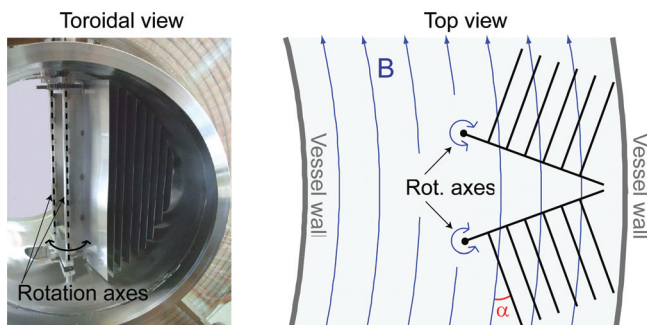 Toroidal view
Rotation axes
Top view
B
Vessel wall
Rot. axes
Vessel wall
α